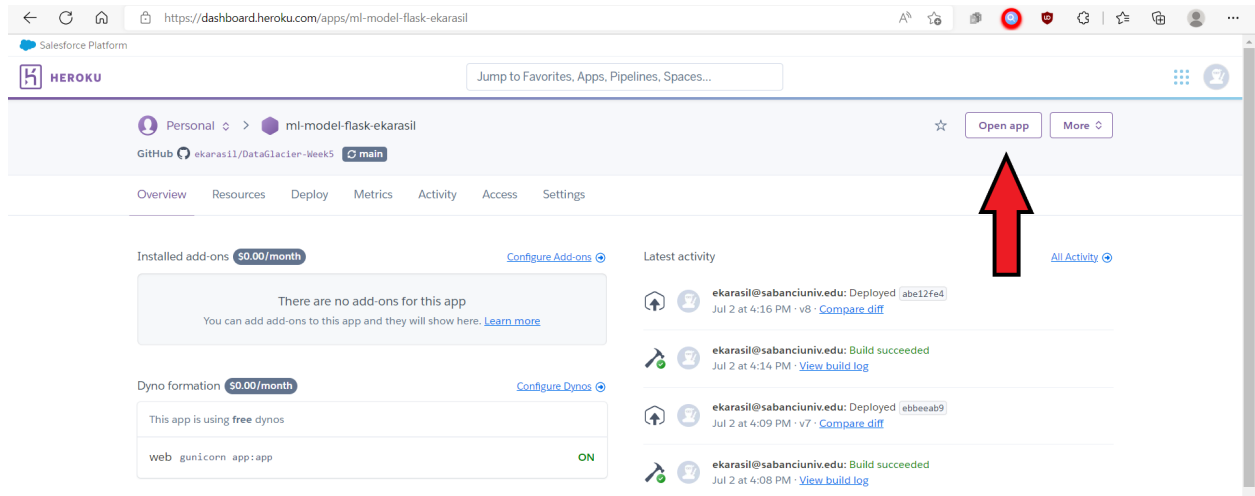 https://dashboard.heroku.com/apps/ml-model-flask-ekarasil
Salesforce Platform
HEROKU
Jump to Favorites, Apps, Pipelines, Spaces...
Personal > ml-model-flask-ekarasil
Open app
More
GitHub ekarasil/DataGlacier-Week5 main
Overview Resources Deploy Metrics Activity Access Settings
Installed add-ons $0.00/month
Configure Add-ons
There are no add-ons for this app
You can add add-ons to this app and they will show here. Learn more
Dyno formation $0.00/month
Configure Dynos
This app is using free dynos
web gunicorn app:app
ON
Latest activity
All Activity
ekarasil@sabanciuniv.edu: Deployed abe12fe4
Jul 2 at 4:16 PM · v8 · Compare diff
ekarasil@sabanciuniv.edu: Build succeeded
Jul 2 at 4:14 PM · View build log
ekarasil@sabanciuniv.edu: Deployed ebbeeab9
Jul 2 at 4:09 PM · v7 · Compare diff
ekarasil@sabanciuniv.edu: Build succeeded
Jul 2 at 4:08 PM · View build log